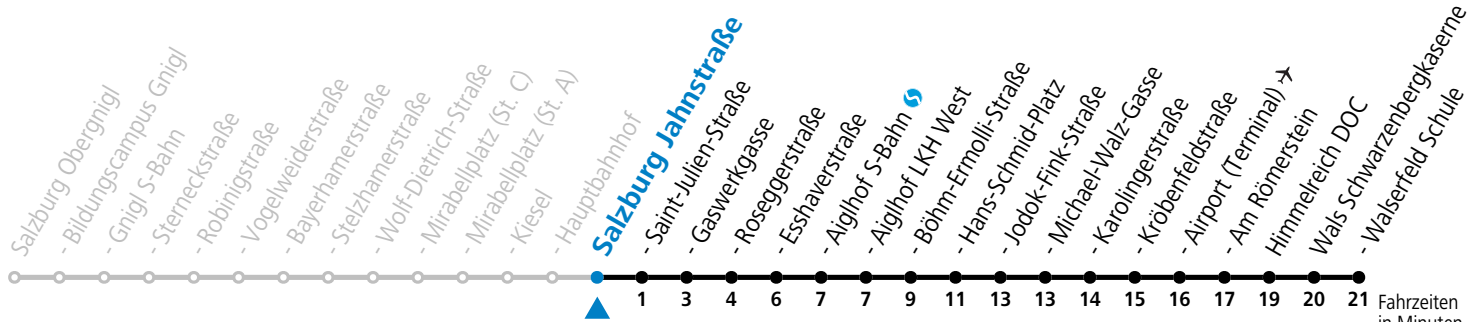 Salzburg Obergnigl
- Bildungscampus Gnigl
- Gnigl S-Bahn
- Sterneckstraße
- Robinigstraße
- Vogelweiderstraße
- Bayerhamerstraße
- Stelzhamerstraße
- Wolf-Dietrich-Straße
- Mirabellplatz (St. C)
- Mirabellplatz (St. A)
- Kiesel
- Hauptbahnhof
Salzburg Jahnstraße
- Saint-Julien-Straße
- Gaswerkgasse
- Roseggerstraße
- Esshaverstraße
- Aiglhof S-Bahn
- Aiglhof LKH West
- Böhm-Ermolli-Straße
- Hans-Schmid-Platz
- Jodok-Fink-Straße
- Michael-Walz-Gasse
- Karolingerstraße
- Kröbenfeldstraße
- Airport (Terminal)
- Am Römerstein
Himmelreich DOC
Wals Schwarzenbergkaserne
- Walserfeld Schule
1 3 4 6 7 7 9 11 13 13 14 15 16 17 19 20 21 Fahrzeiten
in Minuten